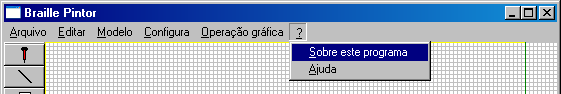 Braille Pintor
Arquivo Editar Modelo Configura Operação gráfica ?
Sobre este programa
Ajuda